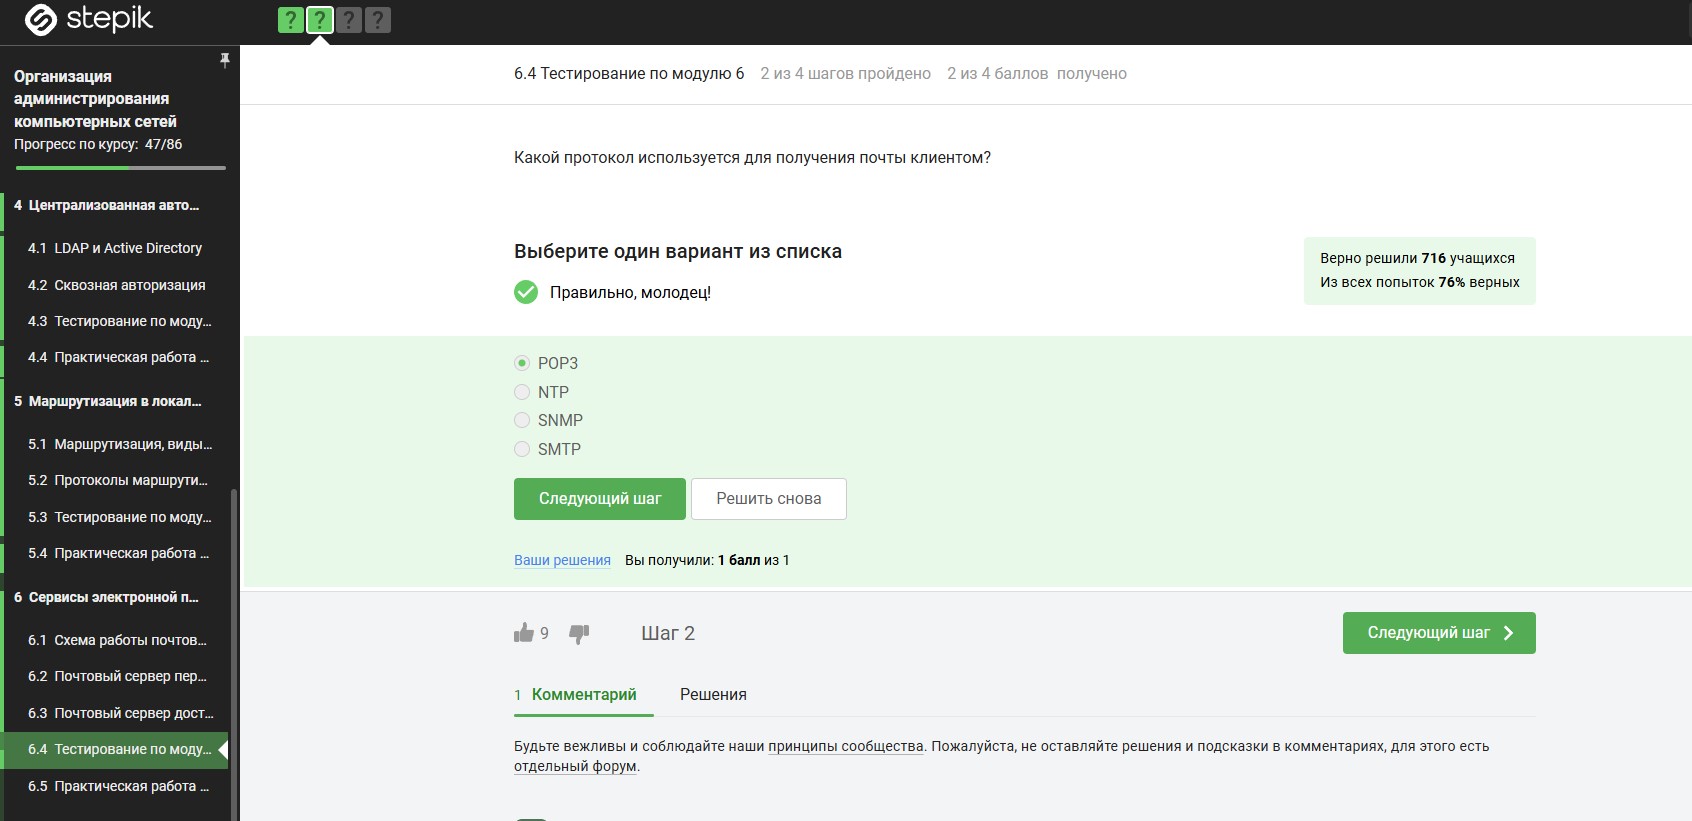 stepik
? ? ? ?
Организация
администрирования
компьютерных сетей
Прогресс по курсу: 47/86
4 Централизованная авто...
4.1 LDAP и Active Directory
4.2 Сквозная авторизация
4.3 Тестирование по моду...
4.4 Практическая работа ...
5 Маршрутизация в локал...
5.1 Маршрутизация, виды...
5.2 Протоколы маршрути...
5.3 Тестирование по моду...
5.4 Практическая работа ...
6 Сервисы электронной п...
6.1 Схема работы почтов...
6.2 Почтовый сервер пер...
6.3 Почтовый сервер дост...
6.4 Тестирование по моду...
6.5 Практическая работа ...
6.4 Тестирование по модулю 6 2 из 4 шагов пройдено 2 из 4 баллов получено
Какой протокол используется для получения почты клиентом?
Выберите один вариант из списка
Правильно, молодец!
Верно решили 716 учащихся
Из всех попыток 76% верных
POP3
NTP
SNMP
SMTP
Следующий шаг Решить снова
Ваши решения Вы получили: 1 балл из 1
9 Шаг 2 Следующий шаг
1 Комментарий Решения
Будьте вежливы и соблюдайте наши принципы сообщества. Пожалуйста, не оставляйте решения и подсказки в комментариях, для этого есть
отдельный форум.